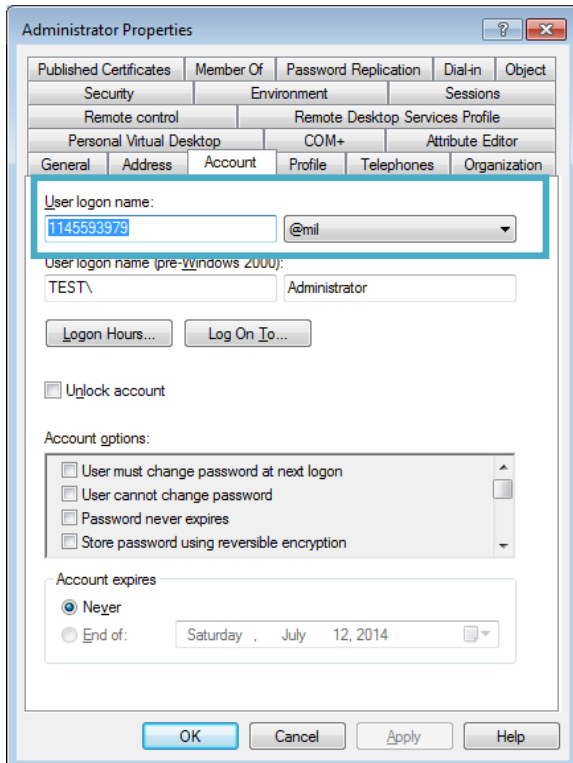 Administrator Properties
Published Certificates Member Of Password Replication Dial-in Object
Security Environment Sessions
Remote control Remote Desktop Services Profile
Personal Virtual Desktop COM+ Attribute Editor
General Address Account Profile Telephones Organization
User logon name:
1145593979 @mil
User logon name (pre-Windows 2000):
TEST\ Administrator
Logon Hours... Log On To...
Unlock account
Account options:
User must change password at next logon
User cannot change password
Password never expires
Store password using reversible encryption
Account expires
Never
End of: Saturday , July 12, 2014
OK Cancel Apply Help